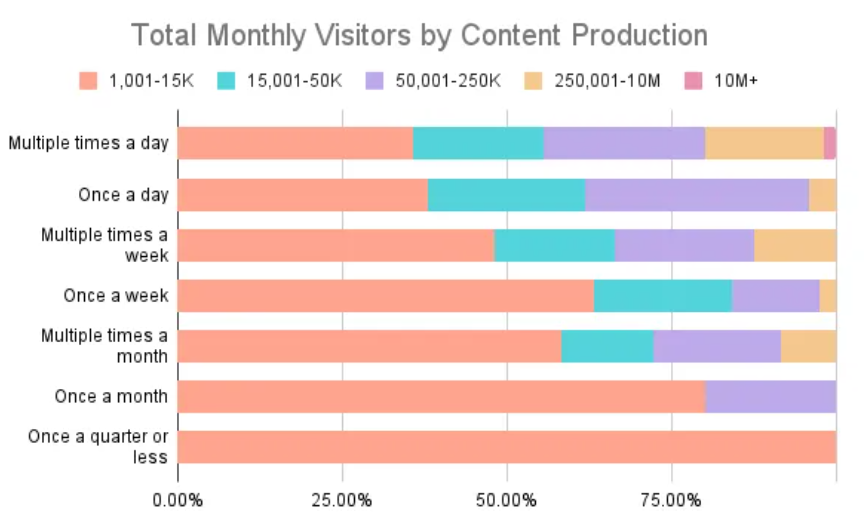 Total Monthly Visitors by Content Production
1,001-15K 15,001-50K 50,001-250K 250,001-10M 10M+
Multiple times a day
Once a day
Multiple times a
week
Once a week
Multiple times a
month
Once a month
Once a quarter or
less
0.00% 25.00% 50.00% 75.00%